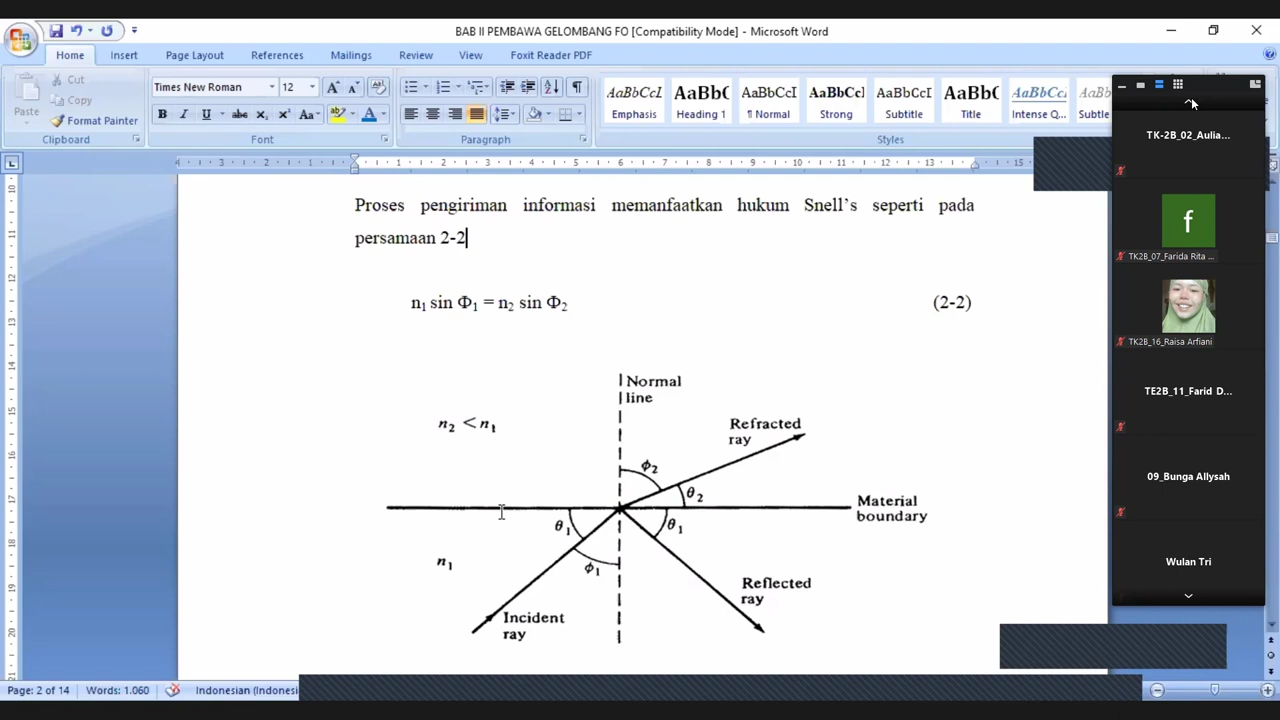 BAB II PEMBAWA GELOMBANG FO [Compatibility Mode] - Microsoft Word
Home Insert Page Layout References Mailings Review View Foxit Reader PDF
Cut
Copy
Paste
Format Painter
Clipboard
Times New Roman 12
Font
Paragraph
AaBbCcI AaBbC AaBbCcI AaBbCcI AaBbCcI AaBbC AaBbCcI
Emphasis Heading 1 ¶ Normal Strong Subtitle Title Intense Q... Subtle
Styles
Proses pengiriman informasi memanfaatkan hukum Snell's seperti pada
persamaan 2-2
n₁ sin Φ₁ = n₂ sin Φ₂ (2-2)
Normal
line
n₂ < n₁
Refracted
ray
ϕ₂
θ₂
Material
boundary
θ₁
θ₁
n₁
ϕ₁
Reflected
ray
Incident
ray
TK-2B_02_Aulia...
f
TK2B_07_Farida Rita ...
TK2B_16_Raisa Arfiani
TE2B_11_Farid D...
09_Bunga Allysah
Wulan Tri
Page: 2 of 14 Words: 1.060 Indonesian (Indonesi